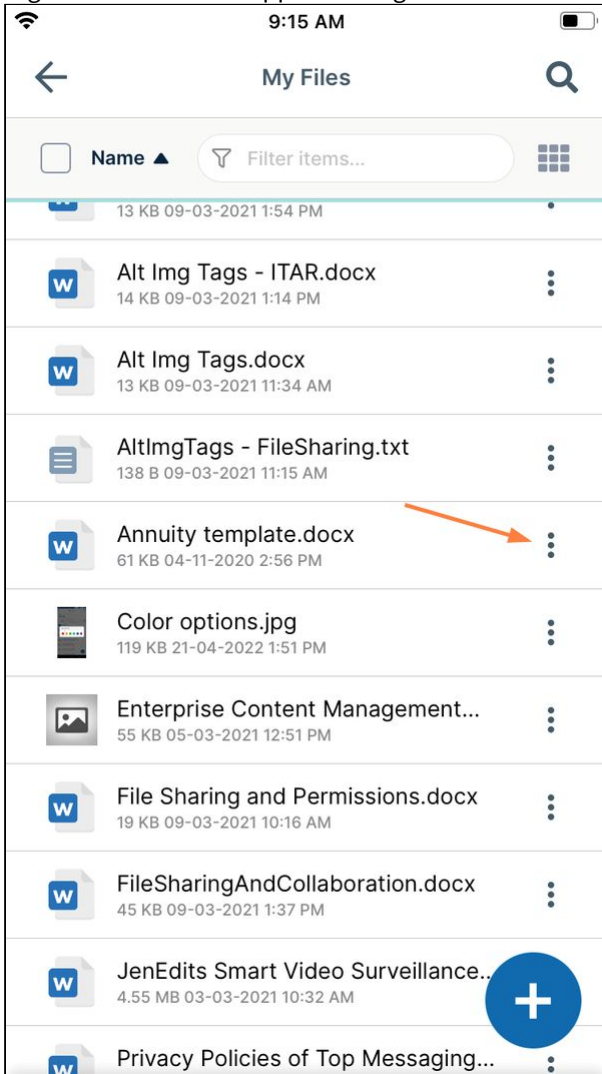 9:15 AM
My Files
Name ▲ Filter items...
13 KB 09-03-2021 1:54 PM
Alt Img Tags - ITAR.docx
14 KB 09-03-2021 1:14 PM
Alt Img Tags.docx
13 KB 09-03-2021 11:34 AM
AltImgTags - FileSharing.txt
138 B 09-03-2021 11:15 AM
Annuity template.docx
61 KB 04-11-2020 2:56 PM
Color options.jpg
119 KB 21-04-2022 1:51 PM
Enterprise Content Management...
55 KB 05-03-2021 12:51 PM
W File Sharing and Permissions.docx
19 KB 09-03-2021 10:16 AM
FileSharingAndCollaboration.docx
45 KB 09-03-2021 1:37 PM
JenEdits Smart Video Surveillance..
4.55 MB 03-03-2021 10:32 AM
Privacy Policies of Top Messaging...